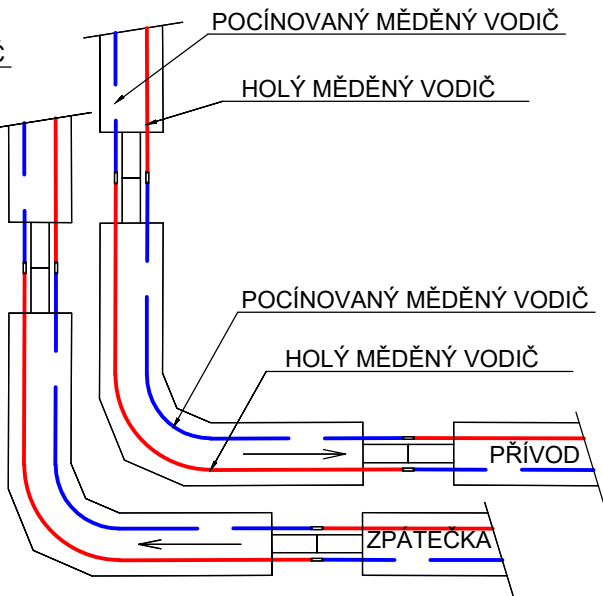 POCÍNOVANÝ MĚDĚNÝ VODIČ
Č
HOLÝ MĚDĚNÝ VODIČ
POCÍNOVANÝ MĚDĚNÝ VODIČ
HOLÝ MĚDĚNÝ VODIČ
PŘÍVOD
ZPÁTEČKA